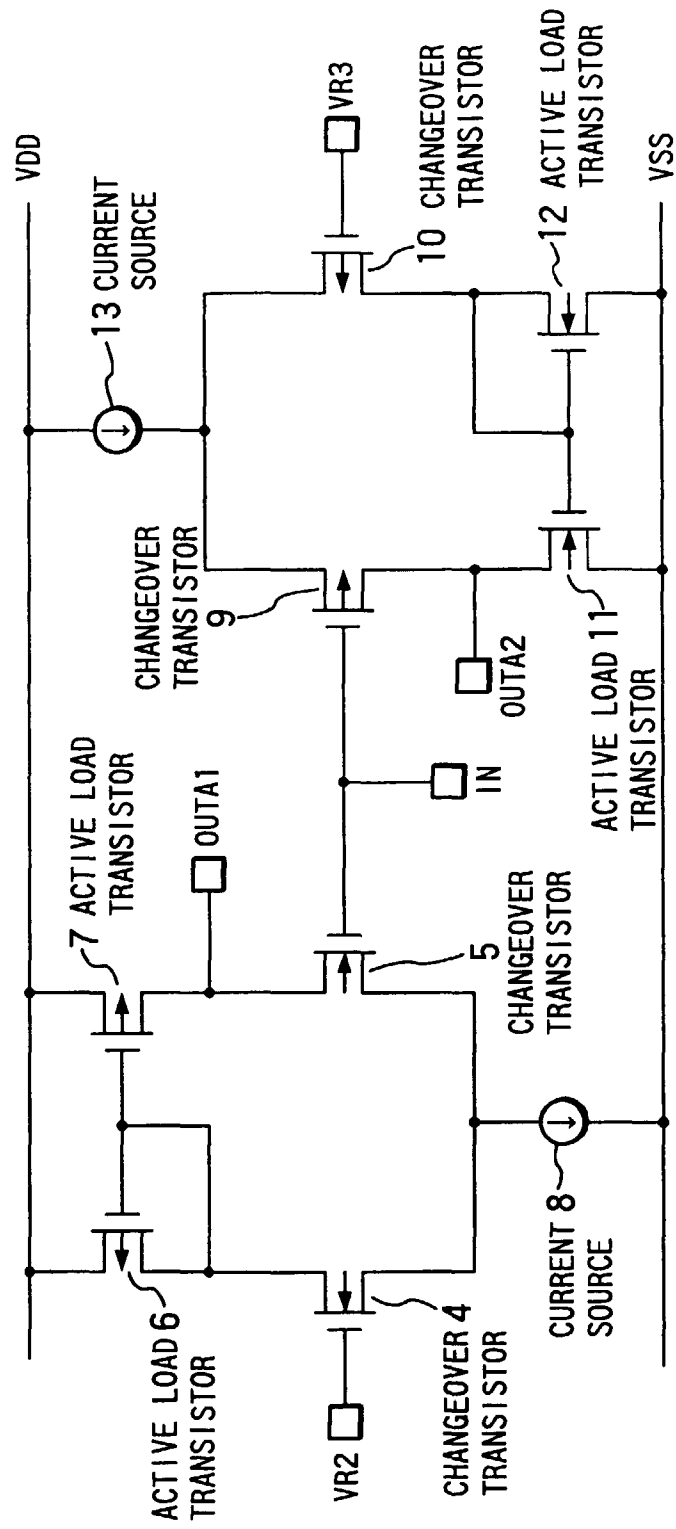 VDD
7 ACTIVE LOAD
TRANSISTOR
13 CURRENT
SOURCE
ACTIVE LOAD 6
TRANSISTOR
OUTA1
CHANGEOVER
TRANSISTOR
9
VR3
10 CHANGEOVER
TRANSISTOR
VR2
CHANGEOVER 4
TRANSISTOR
5
CHANGEOVER
TRANSISTOR
IN
OUTA2
12 ACTIVE LOAD
TRANSISTOR
CURRENT 8
SOURCE
ACTIVE LOAD 11
TRANSISTOR
VSS